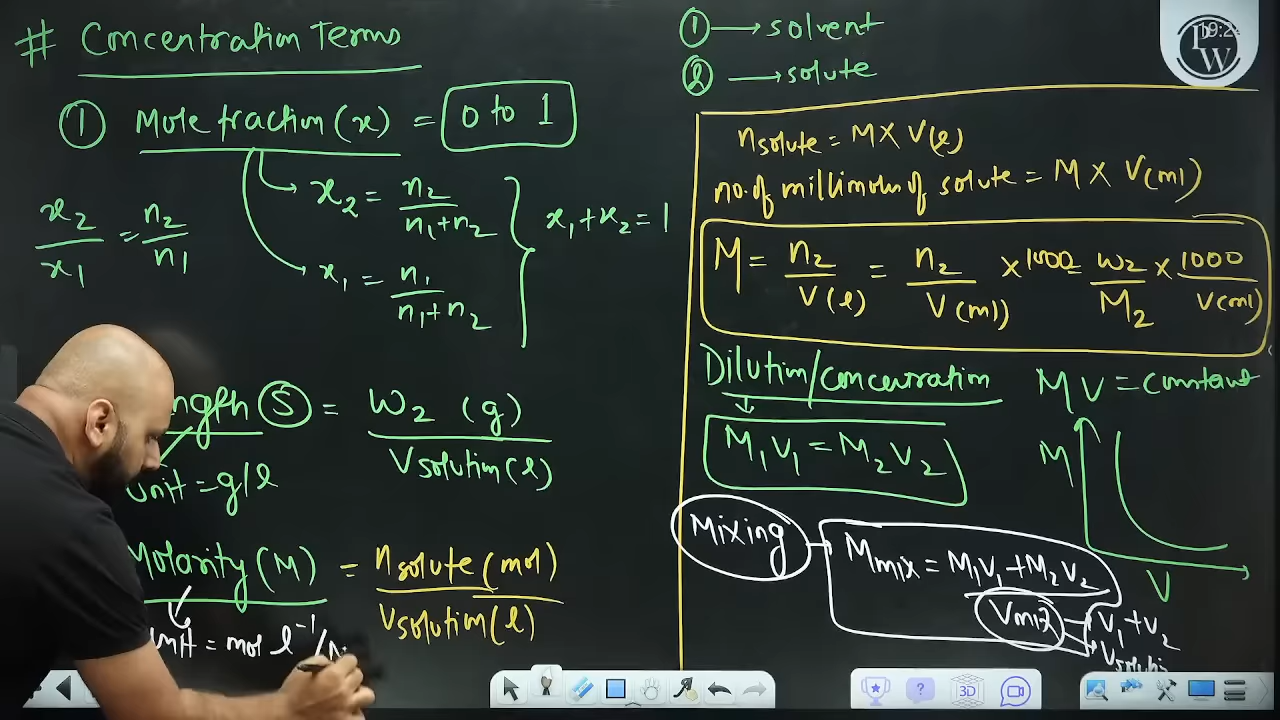 # Concentration Terms
① Mole fraction (x) = 0 to 1
x₂ = n₂/(n₁+n₂)
x₁ = n₁/(n₁+n₂)
x₁+x₂=1
x₂/x₁ = n₂/n₁
ngth (S) = w₂ (g)/Vsolution(l)
Unit = g/l
Molarity (M) = nsolute(mol)/Vsolution(l)
= mol l⁻¹/
① → solvent
② → solute
nsolute = M X V(l)
no. of millimoles of solute = M X V(ml)
M = n₂/V(l) = n₂/V(ml) × 1000 = w₂/M₂ × 1000/V(ml)
Dilution/concentration
MV = constant
M₁V₁ = M₂V₂
M
V
Mixing
Mmix = M₁V₁+M₂V₂/Vmix
V₁+V₂
PW
3D